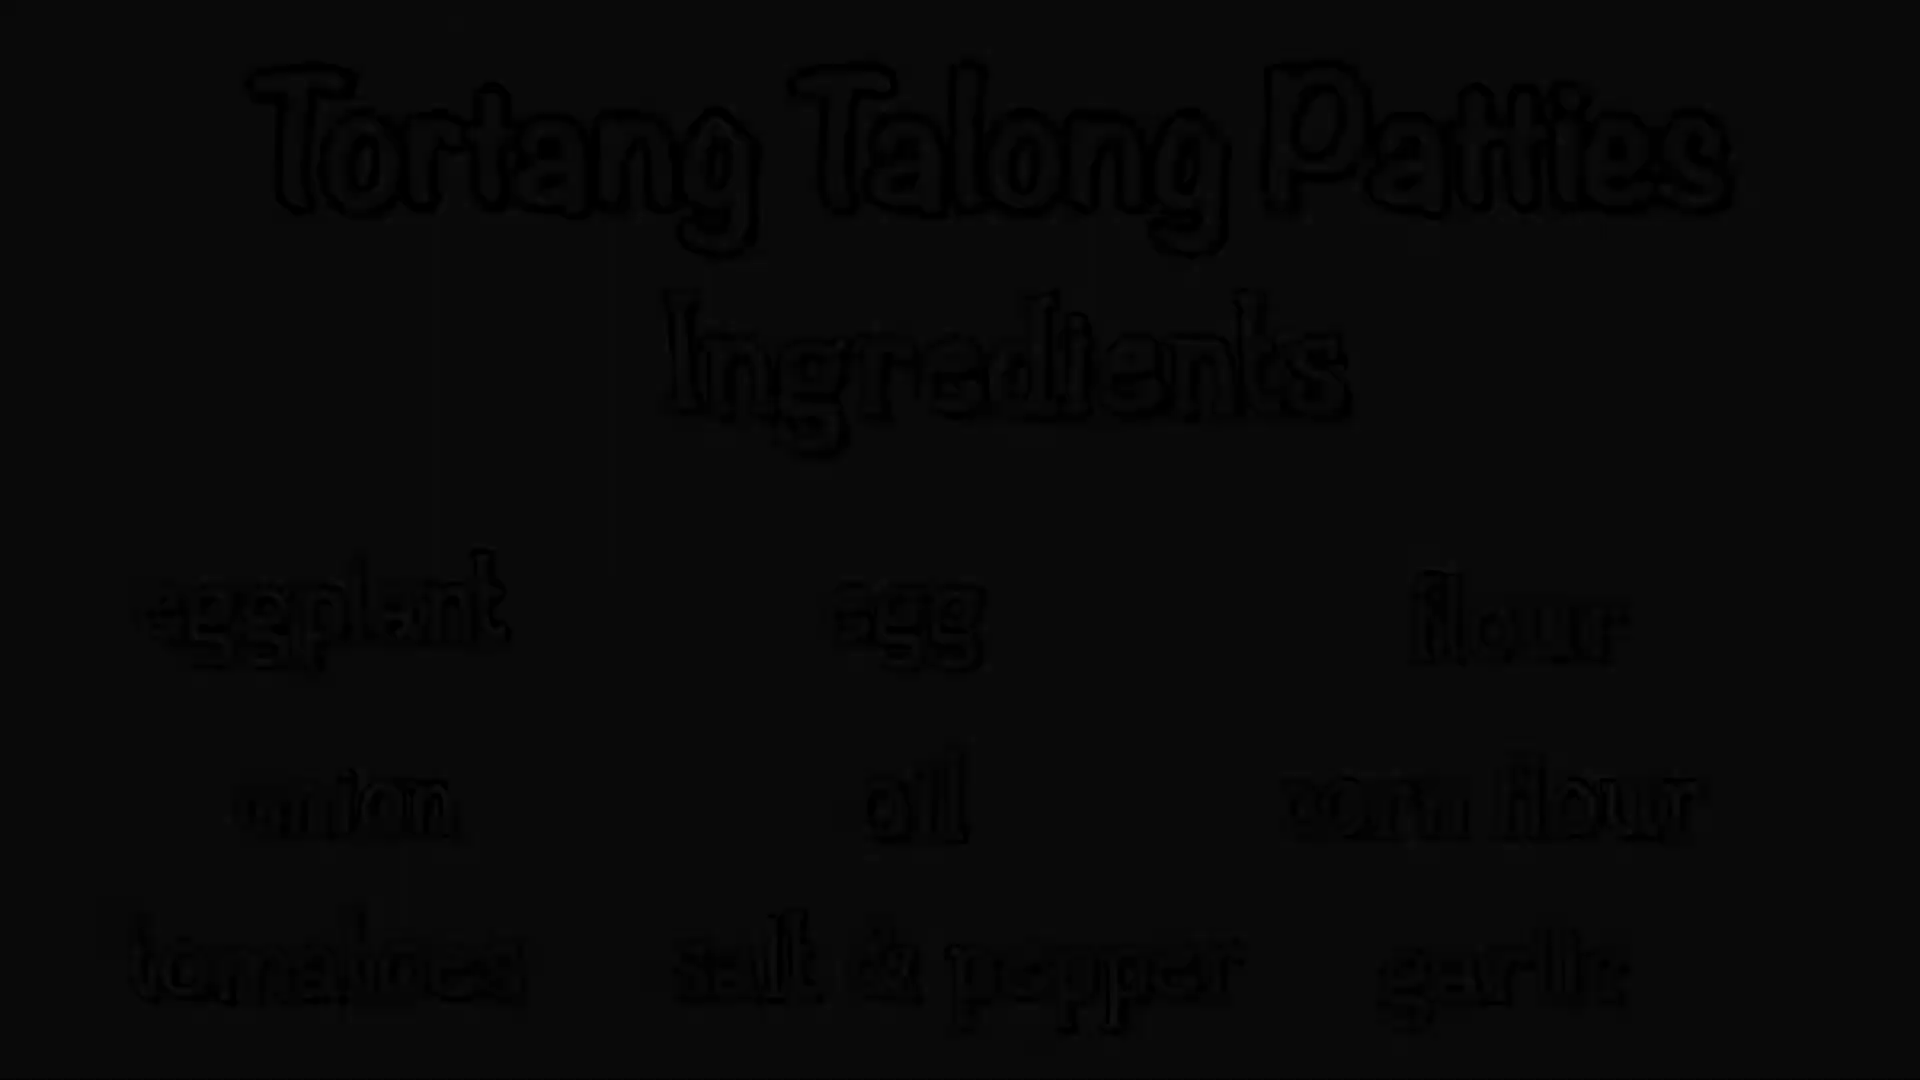 Tortang Talong Patties
Ingredients
eggplant egg flour
onion oil corn flour
tomatoes salt & pepper garlic